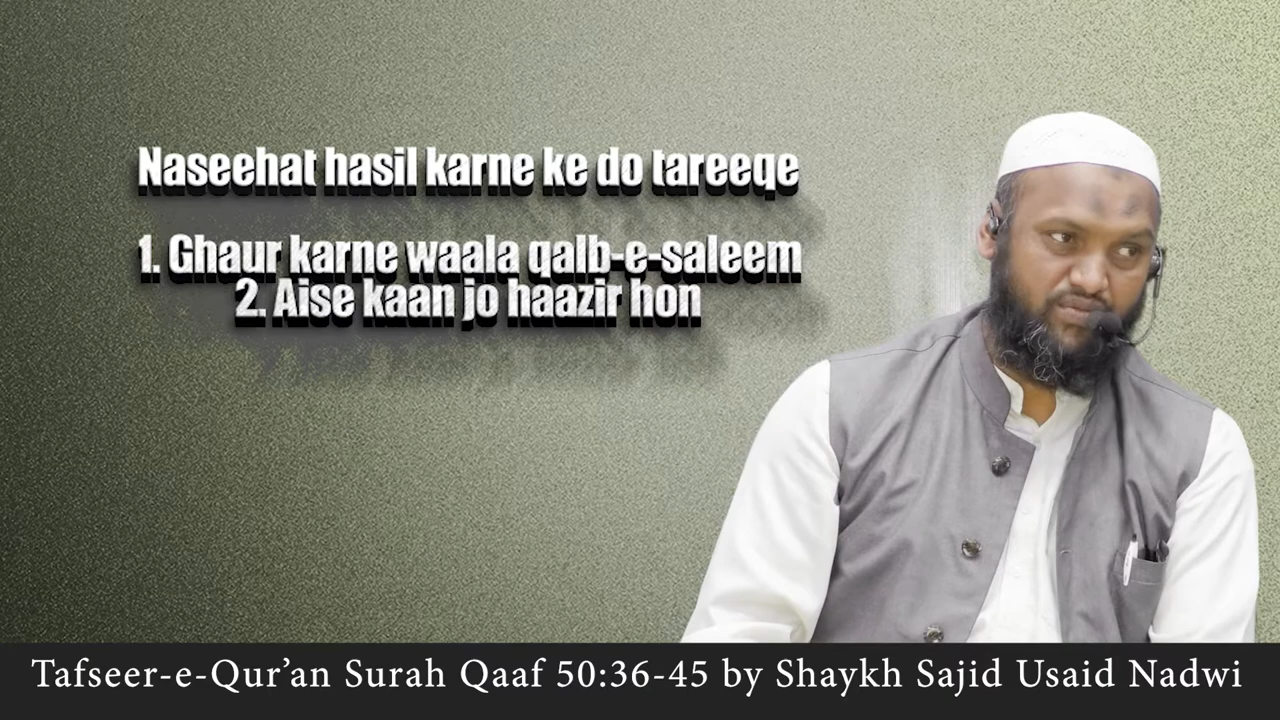 Naseehat hasil karne ke do tareeqe
1. Ghaur karne waala qalb-e-saleem
2. Aise kaan jo haazir hon
Tafseer-e-Qur’an Surah Qaaf 50:36-45 by Shaykh Sajid Usaid Nadwi